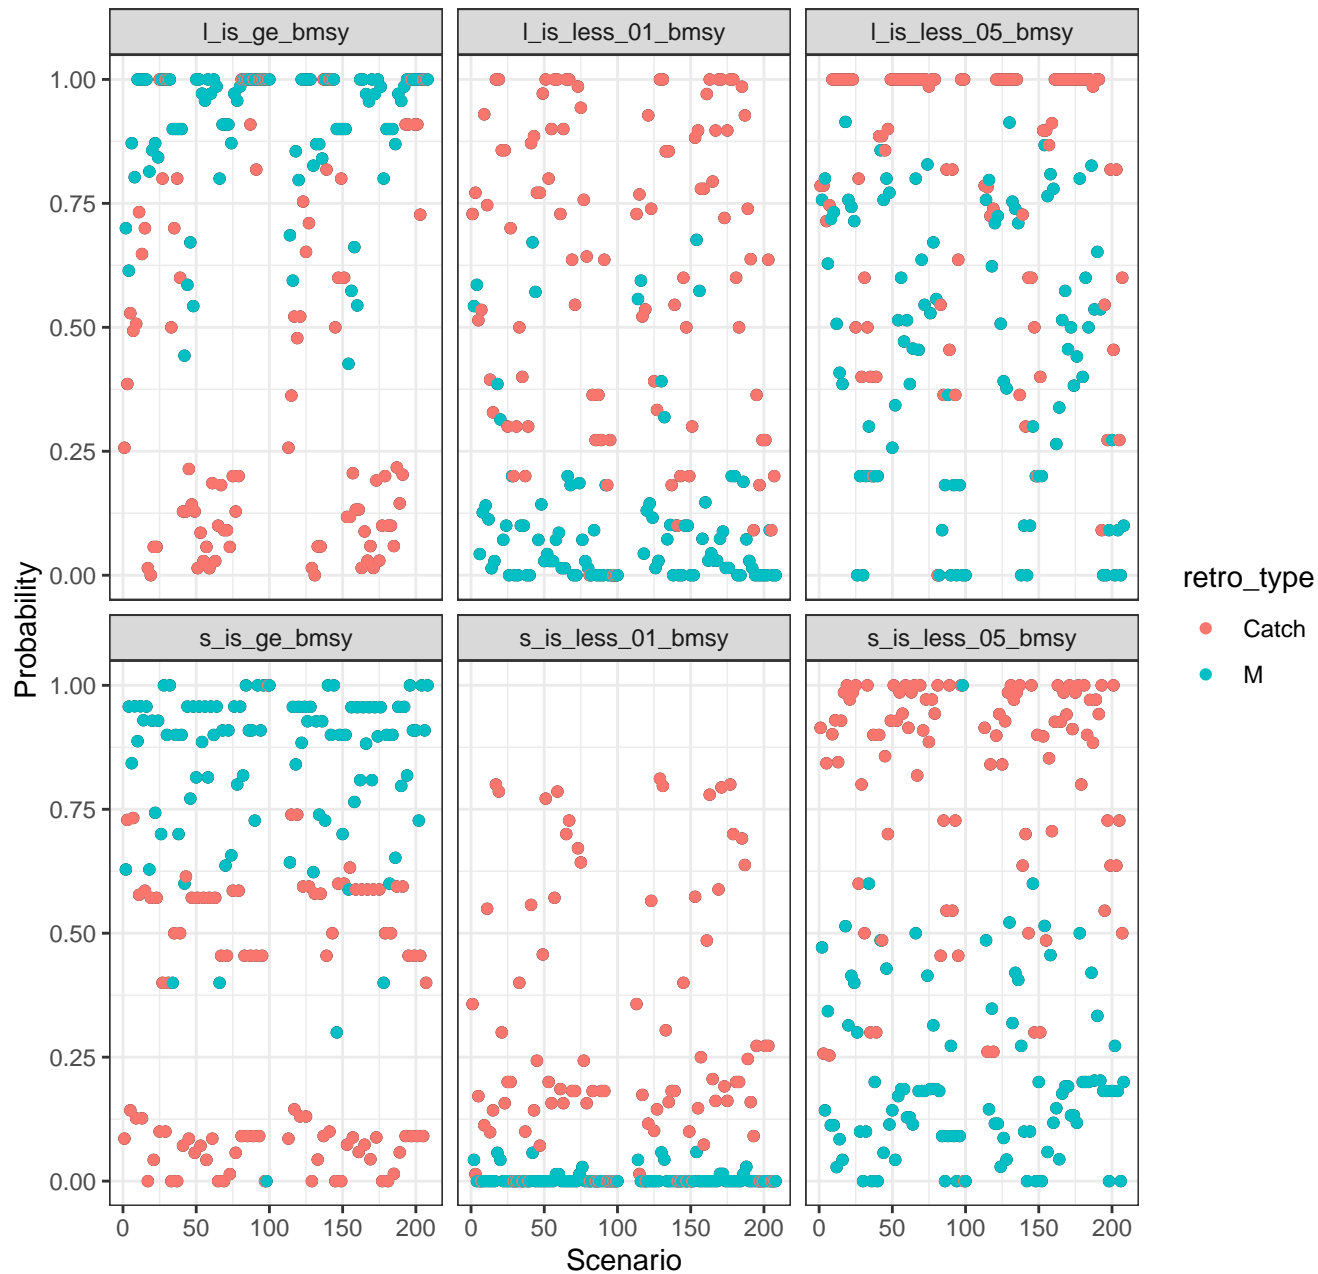 l_is_ge_bmsy l_is_less_01_bmsy l_is_less_05_bmsy
1.00
0.75
0.50
0.25
0.00
s_is_ge_bmsy s_is_less_01_bmsy s_is_less_05_bmsy
1.00
0.75
0.50
0.25
0.00
0 50 100 150 200 0 50 100 150 200 0 50 100 150 200
Scenario
Probability
retro_type
Catch
M